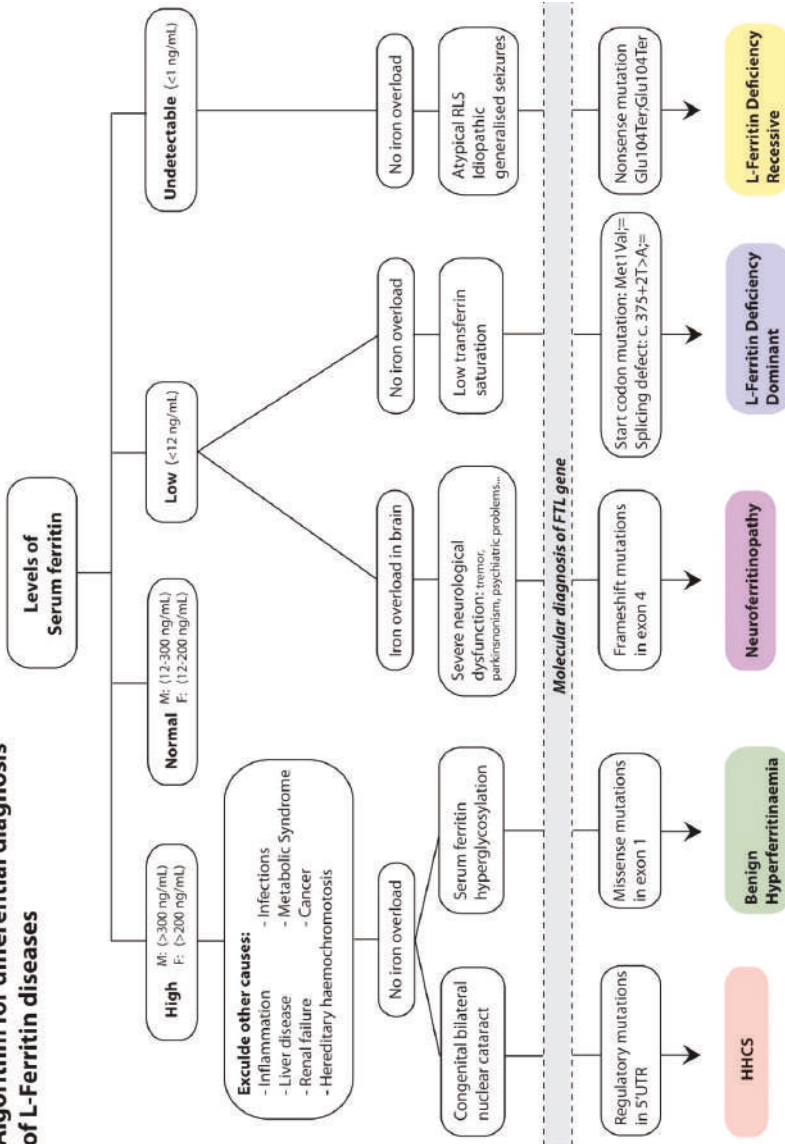 Algorithm for differential diagnosis
of L-Ferritin diseases
Levels of
Serum ferritin
High M: (>300 ng/mL)
F: (>200 ng/mL)
Normal M: (12-300 ng/mL)
F: (12-200 ng/mL)
Low (<12 ng/mL)
Undetectable (<1 ng/mL)
Exculde other causes:
- Inflammation - Infections
- Liver disease - Metabolic Syndrome
- Renal failure - Cancer
- Hereditary haemochromotosis
No iron overload
Iron overload in brain
No iron overload
No iron overload
Congenital bilateral
nuclear cataract
Serum ferritin
hyperglycosylation
Severe neurological
dysfunction: tremor,
parkinsnonism, psychiatric problems...
Low transferrin
saturation
Atypical RLS
Idiopathic
generalised seizures
Molecular diagnosis of FTL gene
Regulatory mutations
in 5'UTR
Missense mutations
in exon 1
Frameshift mutations
in exon 4
Start codon mutation: Met1Val;=
Splicing defect: c. 375+2T>A;=
Nonsense mutation
Glu104Ter;Glu104Ter
HHCS
Benign
Hyperferritinaemia
Neuroferritinopathy
L-Ferritin Deficiency
Dominant
L-Ferritin Deficiency
Recessive